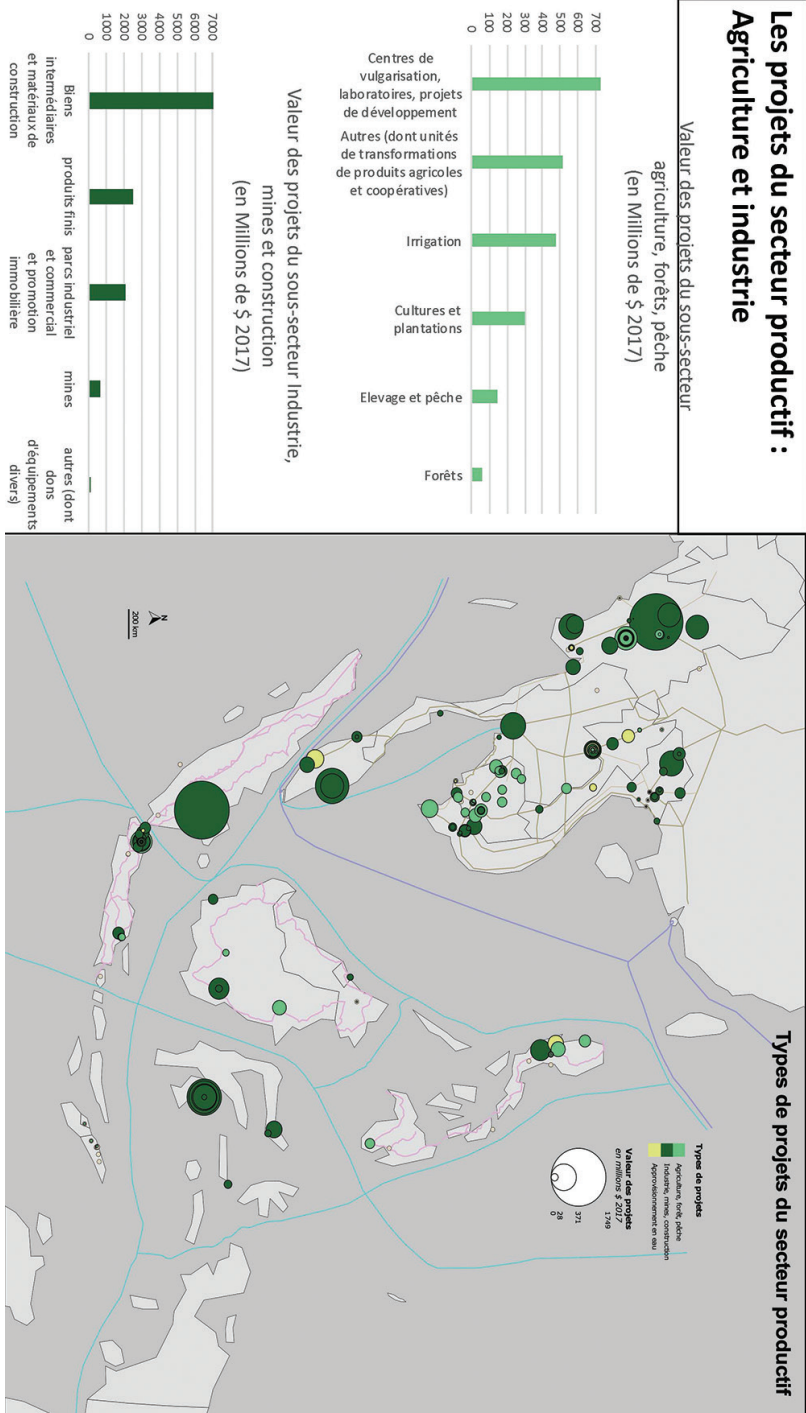 Les projets du secteur productif :
Agriculture et industrie
Valeur des projets du sous-secteur
agriculture, forêts, pêche
(en Millions de $ 2017)
700
600
500
400
300
200
100
0
Centres de
vulgarisation,
laboratoires, projets
de développement
Autres (dont unités
de transformations
de produits agricoles
et coopératives)
Irrigation
Cultures et
plantations
Elevage et pêche
Forêts
Valeur des projets du sous-secteur Industrie,
mines et construction
(en Millions de $ 2017)
7000
6000
5000
4000
3000
2000
1000
0
Biens
intermédiaires
et matériaux de
construction
produits finis
parcs industriel
et commercial
et promotion
immobilière
mines
autres (dont
dons
d'équipements
divers)
Types de projets du secteur productif
Types de projets
Agriculture, forêt, pêche
Industrie, mines, construction
Approvisionnement en eau
Valeur des projets
en millions $ 2017
1749
371
28
0
N
200 km